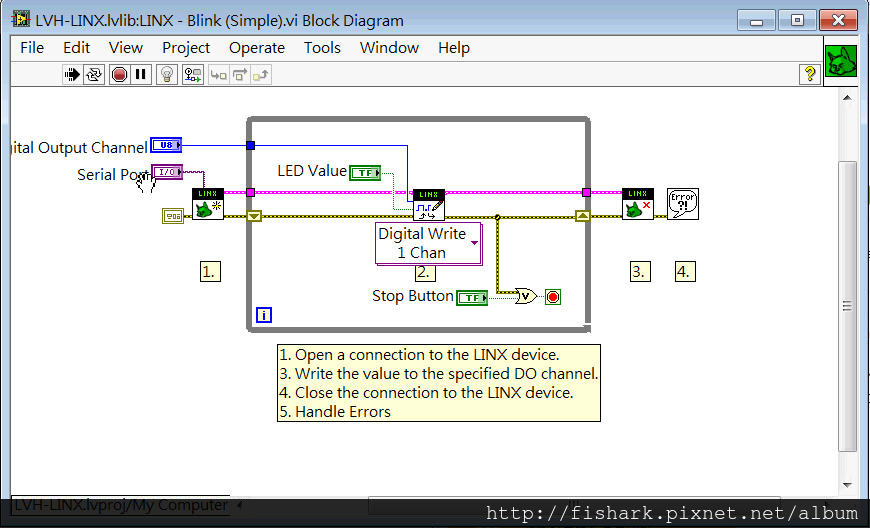 LVH-LINX.lvlib:LINX - Blink (Simple).vi Block Diagram
File Edit View Project Operate Tools Window Help
?
ital Output Channel U8
Serial Port I/O
LED Value TF
LINX
LINX
LINX
Error ?!
Digital Write
1 Chan
1.
2.
3.
4.
Stop Button TF
V
i
1. Open a connection to the LINX device.
3. Write the value to the specified DO channel.
4. Close the connection to the LINX device.
5. Handle Errors
LVH-LINX.lvproj/My Computer
http://fishark.pixnet.net/album